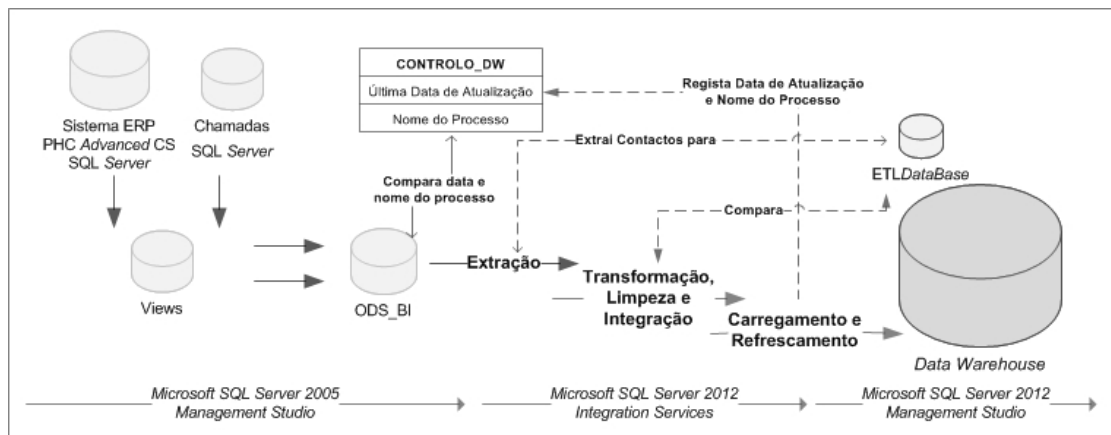 CONTROLO_DW
Última Data de Atualização
Nome do Processo
Sistema ERP
PHC Advanced CS
SQL Server
Chamadas
SQL Server
Regista Data de Atualização
e Nome do Processo
Extrai Contactos para
ETLDataBase
Compara data e
nome do processo
Compara
Views
ODS_BI
Extração
Transformação,
Limpeza e
Integração
Carregamento e
Refrescamento
Data Warehouse
Microsoft SQL Server 2005
Management Studio
Microsoft SQL Server 2012
Integration Services
Microsoft SQL Server 2012
Management Studio